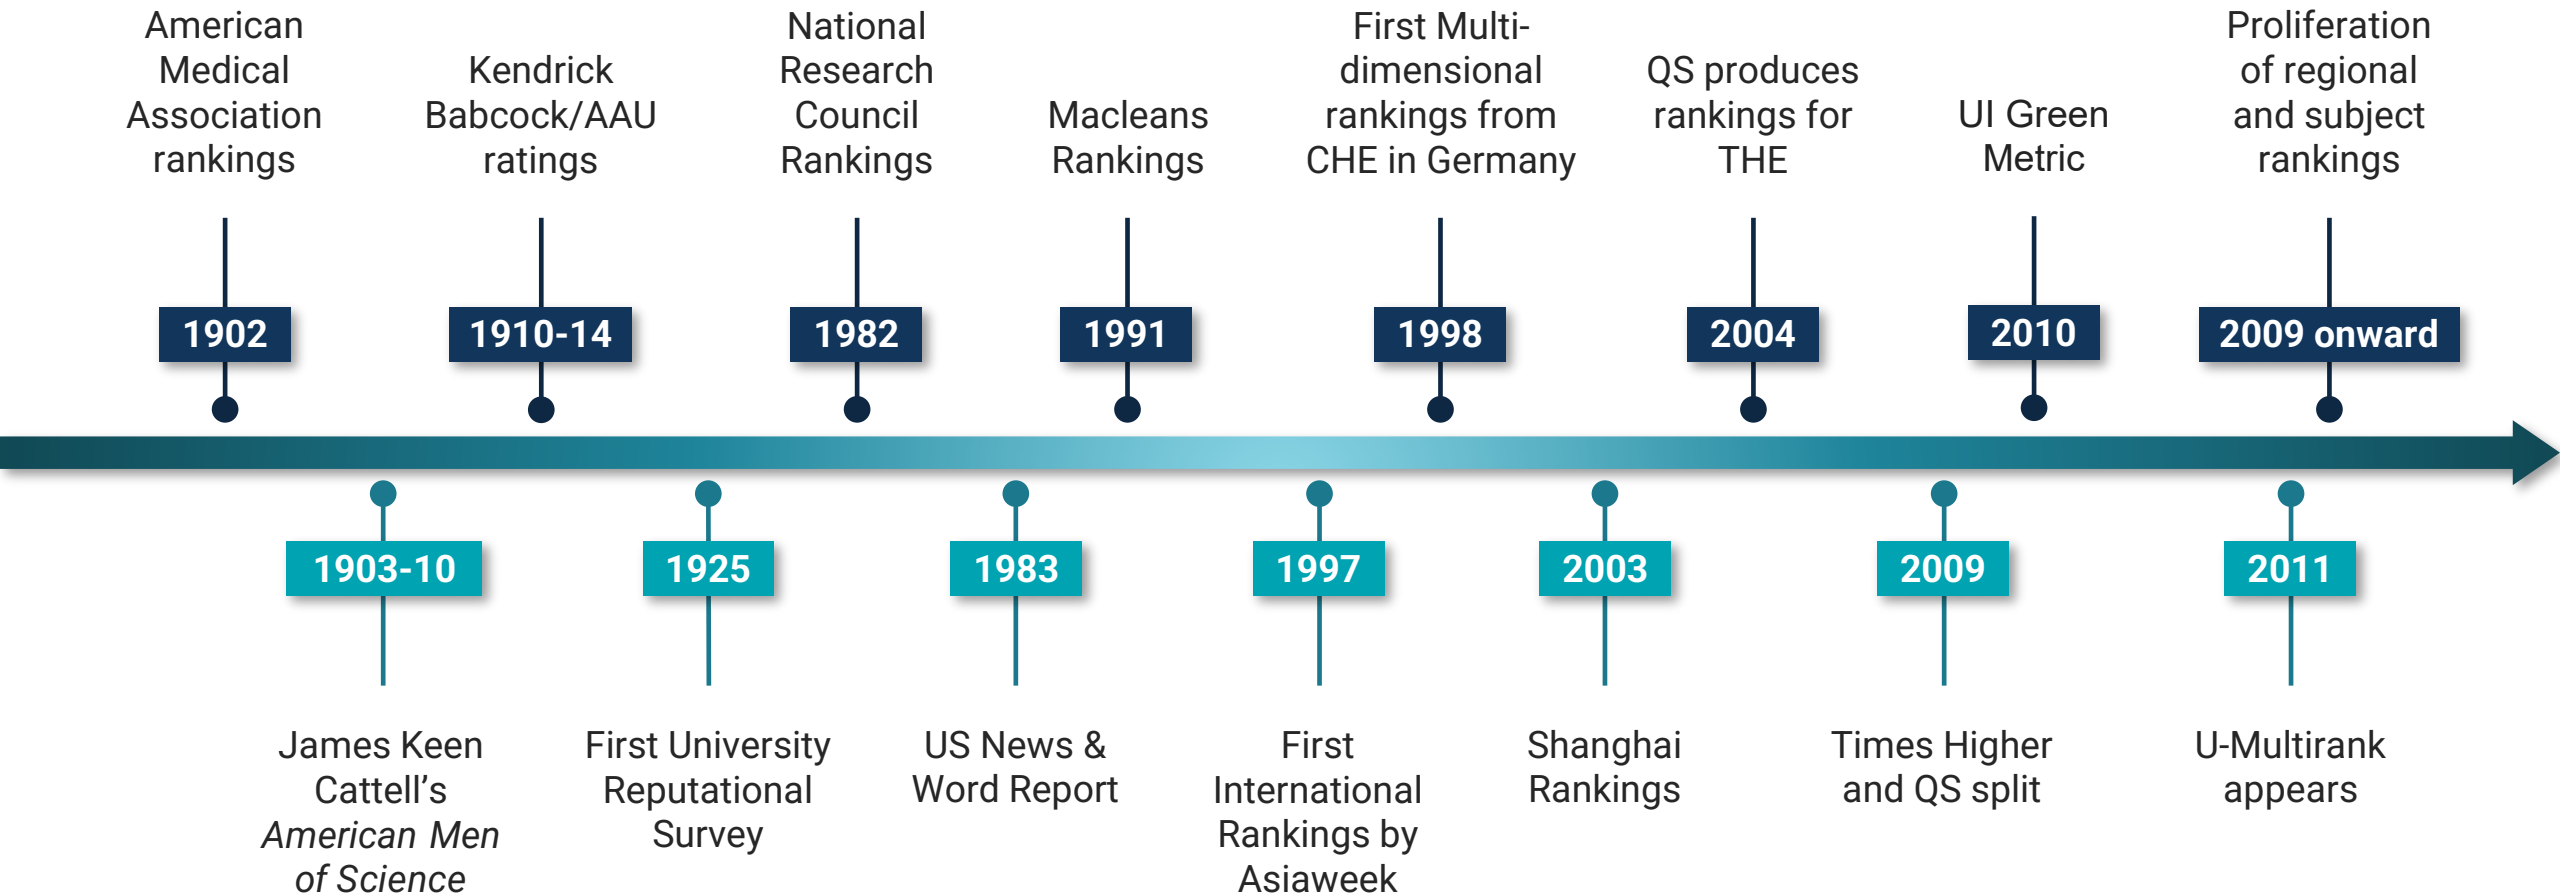 American
Medical
Association
rankings
1902
Kendrick
Babcock/AAU
ratings
1910-14
National
Research
Council
Rankings
1982
Macleans
Rankings
1991
First Multi-
dimensional
rankings from
CHE in Germany
1998
QS produces
rankings for
THE
2004
UI Green
Metric
2010
Proliferation
of regional
and subject
rankings
2009 onward
1903-10
James Keen
Cattell’s
American Men
of Science
1925
First University
Reputational
Survey
1983
US News &
Word Report
1997
First
International
Rankings by
Asiaweek
2003
Shanghai
Rankings
2009
Times Higher
and QS split
2011
U-Multirank
appears